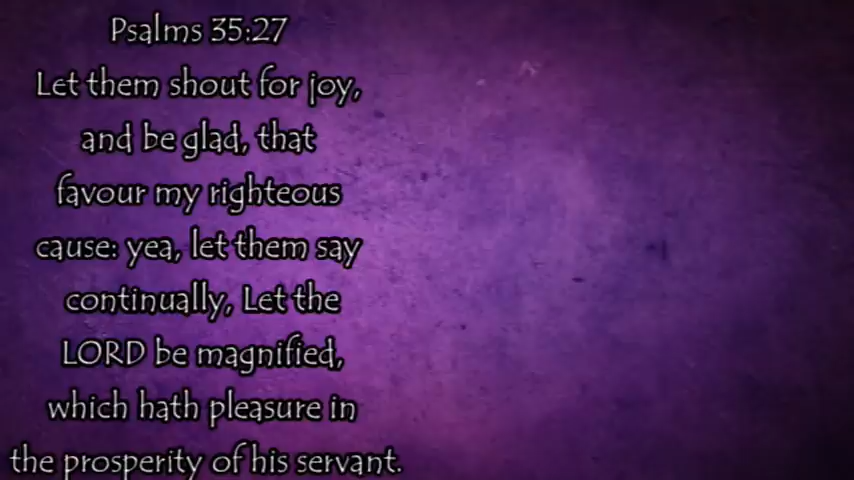 Psalms 35:27
Let them shout for joy,
and be glad, that
favour my righteous
cause: yea, let them say
continually, Let the
LORD be magnified,
which hath pleasure in
the prosperity of his servant.